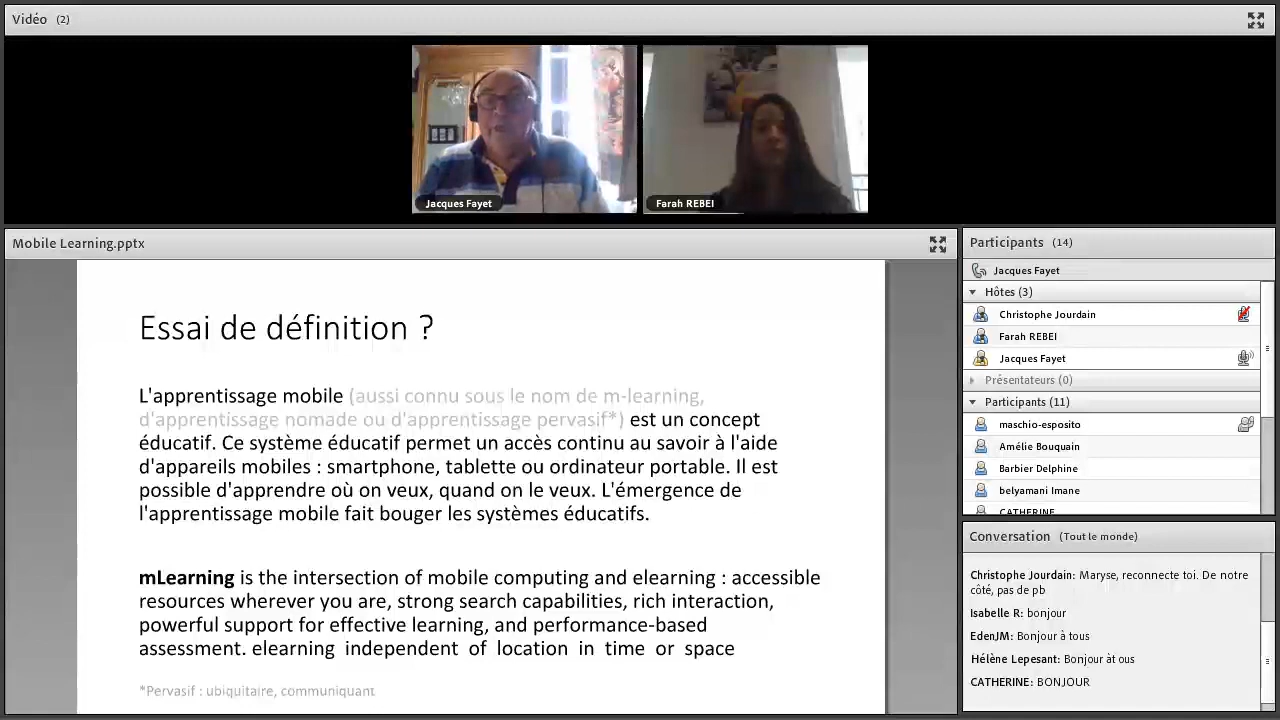 Vidéo (2)
Jacques Fayet
Farah REBEI
Mobile Learning.pptx
Essai de définition ?
L'apprentissage mobile (aussi connu sous le nom de m-learning,
d'apprentissage nomade ou d'apprentissage pervasif*) est un concept
éducatif. Ce système éducatif permet un accès continu au savoir à l'aide
d'appareils mobiles : smartphone, tablette ou ordinateur portable. Il est
possible d'apprendre où on veux, quand on le veux. L'émergence de
l'apprentissage mobile fait bouger les systèmes éducatifs.
mLearning is the intersection of mobile computing and elearning : accessible
resources wherever you are, strong search capabilities, rich interaction,
powerful support for effective learning, and performance-based
assessment. elearning independent of location in time or space
*Pervasif : ubiquitaire, communiquant
Participants (14)
Jacques Fayet
Hôtes (3)
Christophe Jourdain
Farah REBEI
Jacques Fayet
Présentateurs (0)
Participants (11)
maschio-esposito
Amélie Bouquain
Barbier Delphine
belyamani Imane
CATHERINE
Conversation (Tout le monde)
Christophe Jourdain: Maryse, reconnecte toi. De notre
côté, pas de pb
Isabelle R: bonjour
EdenJM: Bonjour à tous
Hélène Lepesant: Bonjour àt ous
CATHERINE: BONJOUR